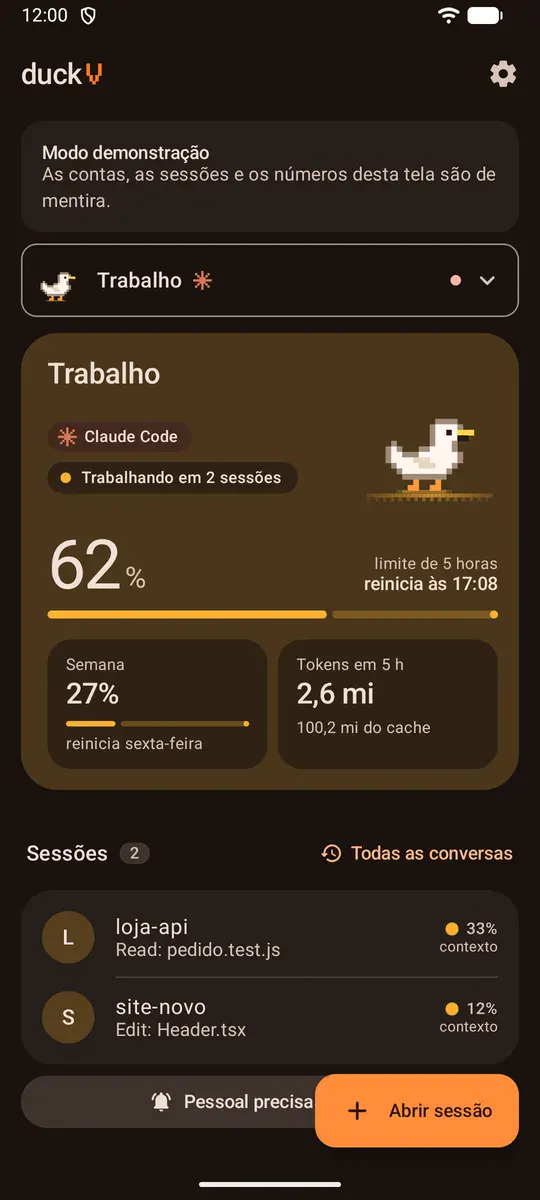 12:00
duck
Modo demonstração
As contas, as sessões e os números desta tela são de
mentira.
Trabalho
Trabalho
Claude Code
Trabalhando em 2 sessões
62%
limite de 5 horas
reinicia às 17:08
Semana
27%
reinicia sexta-feira
Tokens em 5 h
2,6 mi
100,2 mi do cache
Sessões 2
Todas as conversas
L
loja-api
Read: pedido.test.js
33%
contexto
S
site-novo
Edit: Header.tsx
12%
contexto
Pessoal precisa
Abrir sessão